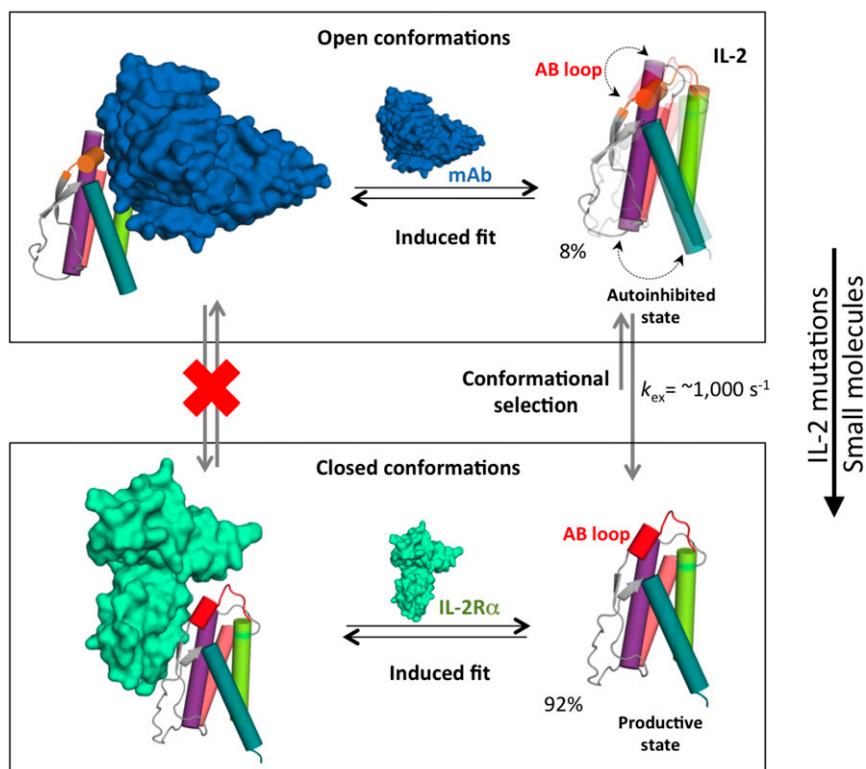 Open conformations
IL-2
AB loop
mAb
Induced fit
8%
Autoinhibited
state
Conformational
selection
kex= ~1,000 s-1
IL-2 mutations
Small molecules
Closed conformations
AB loop
IL-2Rα
Induced fit
92%
Productive
state